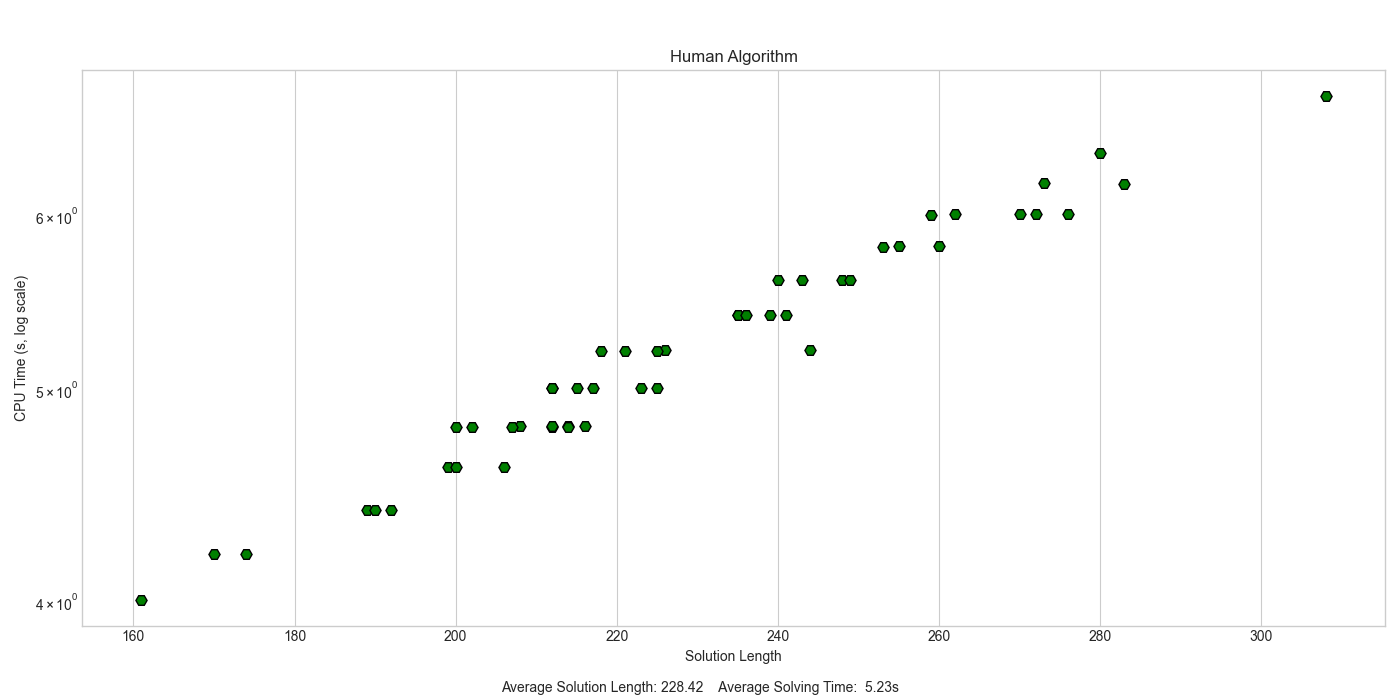 Human Algorithm
CPU Time (s, log scale)
6 × 10⁰
5 × 10⁰
4 × 10⁰
160 180 200 220 240 260 280 300
Solution Length
Average Solution Length: 228.42 Average Solving Time: 5.23s